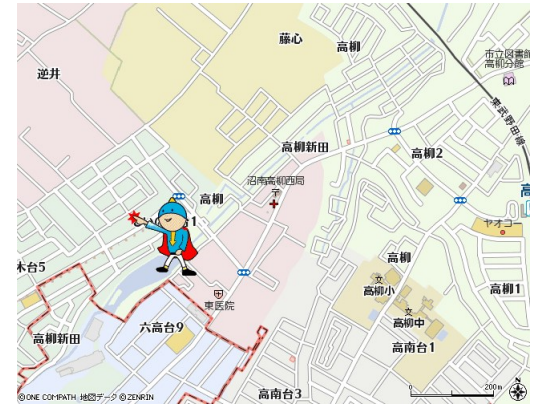 藤心
高柳
逆井
市立図書館
高柳分館
東武野田線
高柳新田
高柳2
沼南高柳西局
高柳
ヤオコー
木台5
高柳
高柳小
高柳1
東医院
高柳中
高柳新田
六高台9
高南台1
高南台3
200m
©ONE COMPATH 地図データ ©ZENRIN